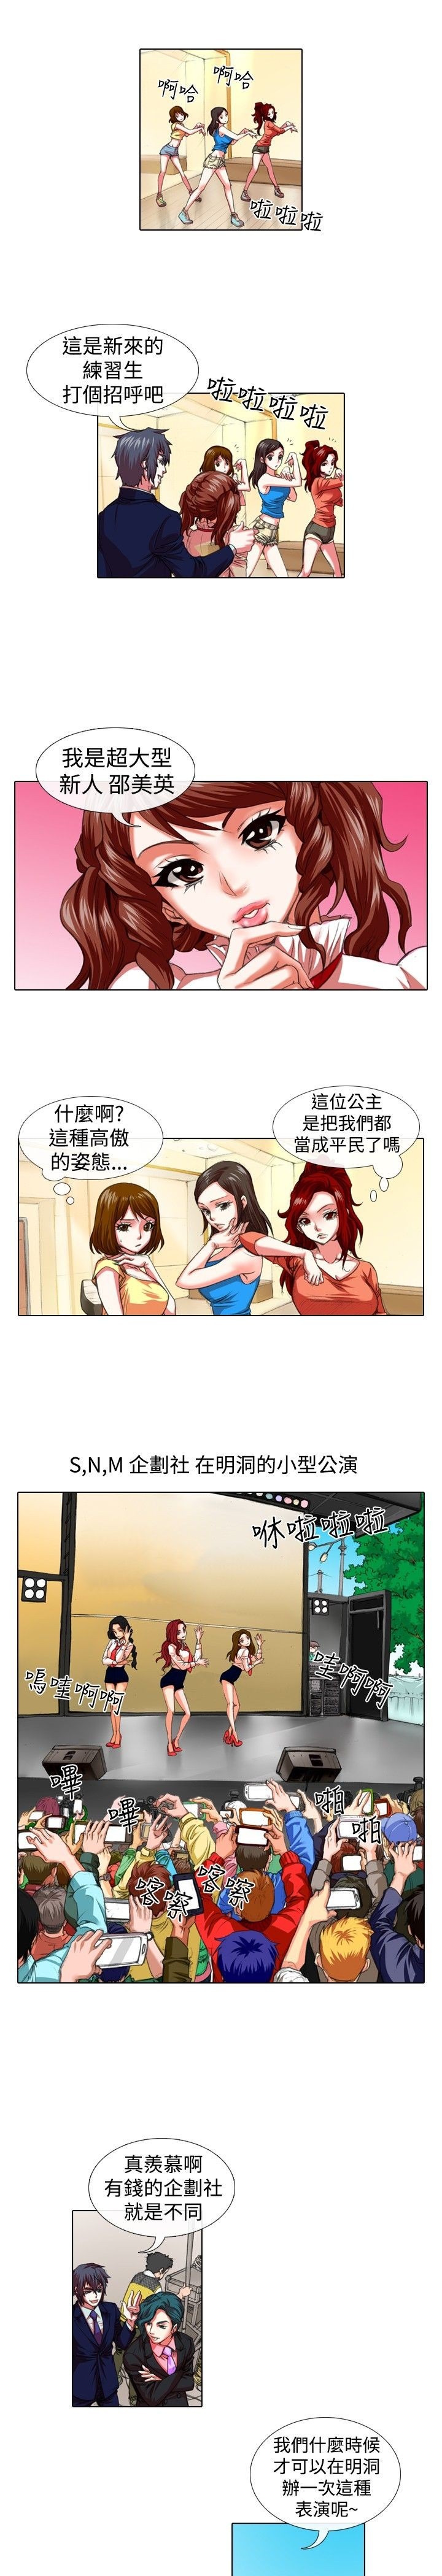 啊哈
啊哈
啦啦啦
這是新來的
練習生
打個招呼吧
啦啦啦啦
我是超大型
新人 邵美英
什麼啊?
這種高傲
的姿態...
這位公主
是把我們都
當成平民了嗎
S,N,M 企劃社 在明洞的小型公演
咻啦啦啦
嗚哇啊啊
哇啊啊
嗶
嗶
啪
啪
喀嚓
喀嚓
真羨慕啊
有錢的企劃社
就是不同
我們什麼時候
才可以在明洞
辦一次這種
表演呢~